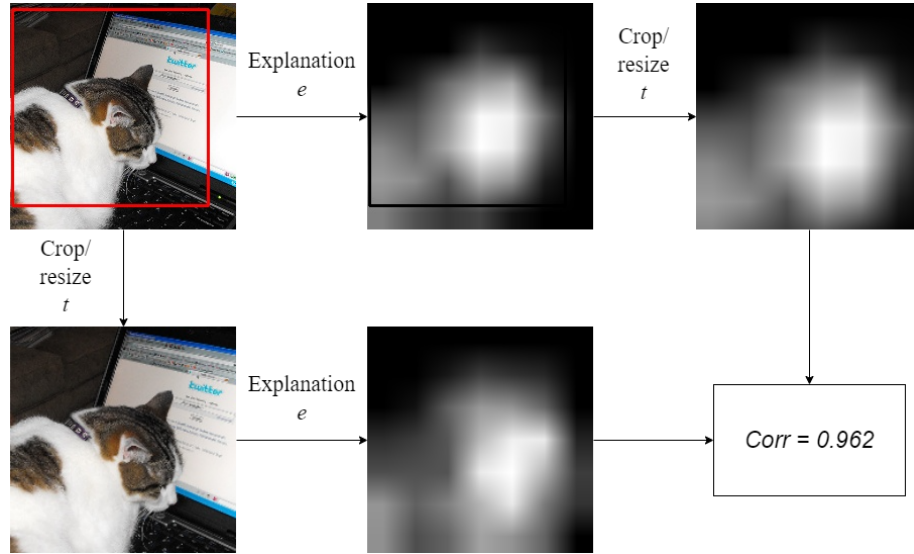 Explanation
e
Crop/
resize
t
twitter
Crop/
resize
t
twitter
Explanation
e
Corr = 0.962